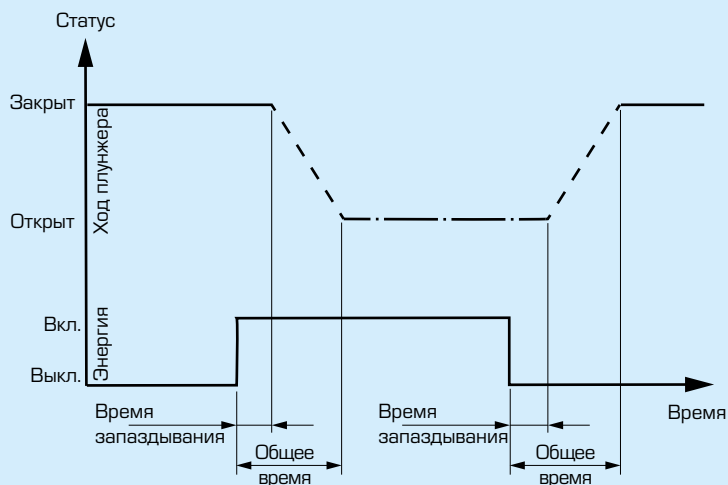 Статус
Закрыт
Ход плунжера
Открыт
Вкл.
Энергия
Выкл.
Время
запаздывания
Время
запаздывания
Время
Общее
время
Общее
время